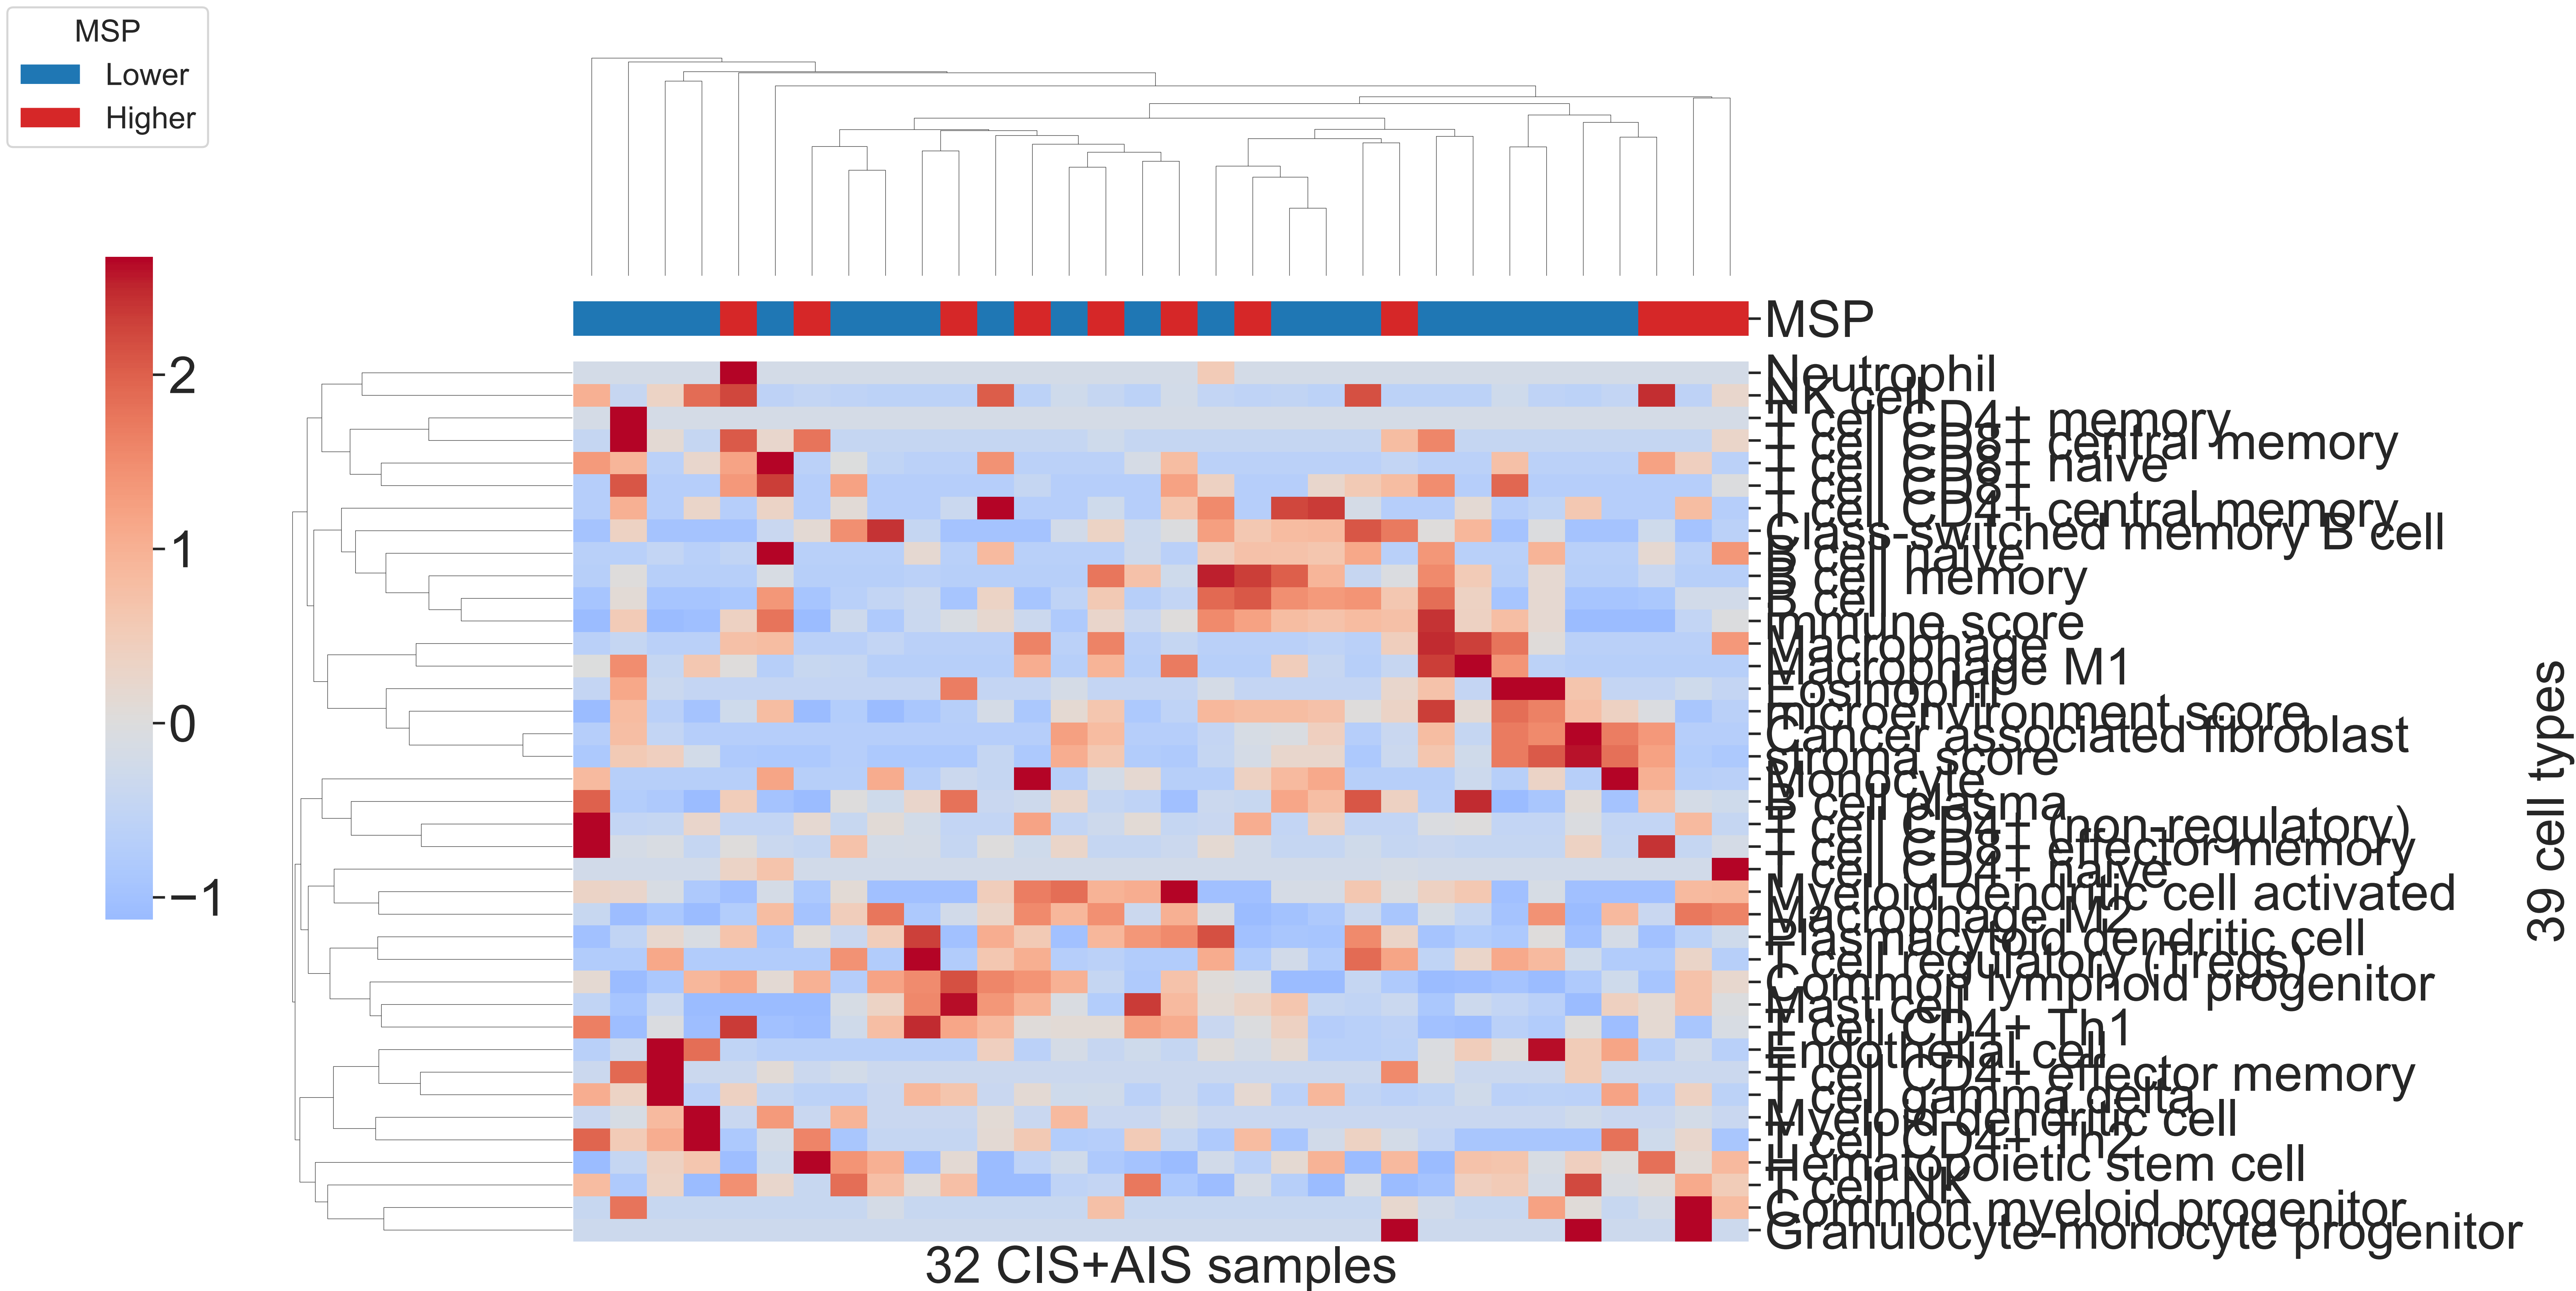 MSP
Lower
Higher
2
1
0
−1
MSP
Neutrophil
NK cell
T cell CD4+ memory
T cell CD8+ central memory
T cell CD8+ naive
T cell CD8+
T cell CD4+ central memory
Class-switched memory B cell
B cell naive
B cell memory
B cell
immune score
Macrophage
Macrophage M1
Eosinophil
microenvironment score
Cancer associated fibroblast
stroma score
Monocyte
B cell plasma
T cell CD4+ (non-regulatory)
T cell CD8+ effector memory
T cell CD4+ naive
Myeloid dendritic cell activated
Macrophage M2
Plasmacytoid dendritic cell
T cell regulatory (Tregs)
Common lymphoid progenitor
Mast cell
T cell CD4+ Th1
Endothelial cell
T cell CD4+ effector memory
T cell gamma delta
Myeloid dendritic cell
T cell CD4+ Th2
Hematopoietic stem cell
T cell NK
Common myeloid progenitor
Granulocyte-monocyte progenitor
39 cell types
32 CIS+AIS samples